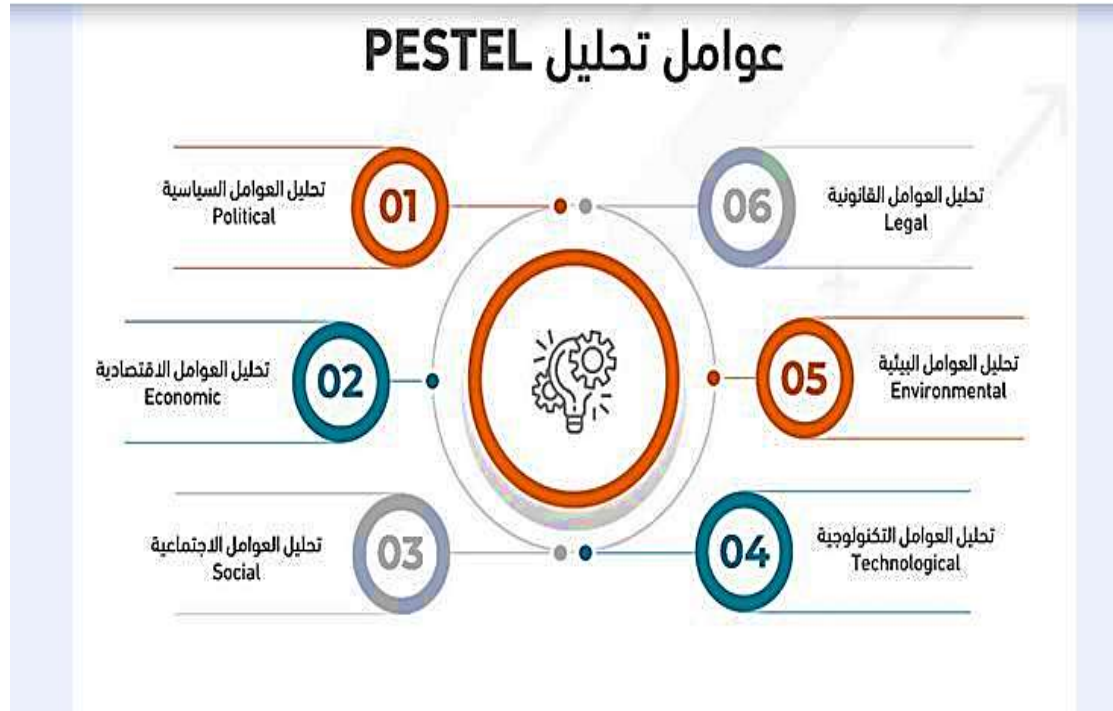 عوامل تحليل PESTEL
01
تحليل العوامل السياسية
Political
02
تحليل العوامل الاقتصادية
Economic
03
تحليل العوامل الاجتماعية
Social
04
تحليل العوامل التكنولوجية
Technological
05
تحليل العوامل البيئية
Environmental
06
تحليل العوامل القانونية
Legal